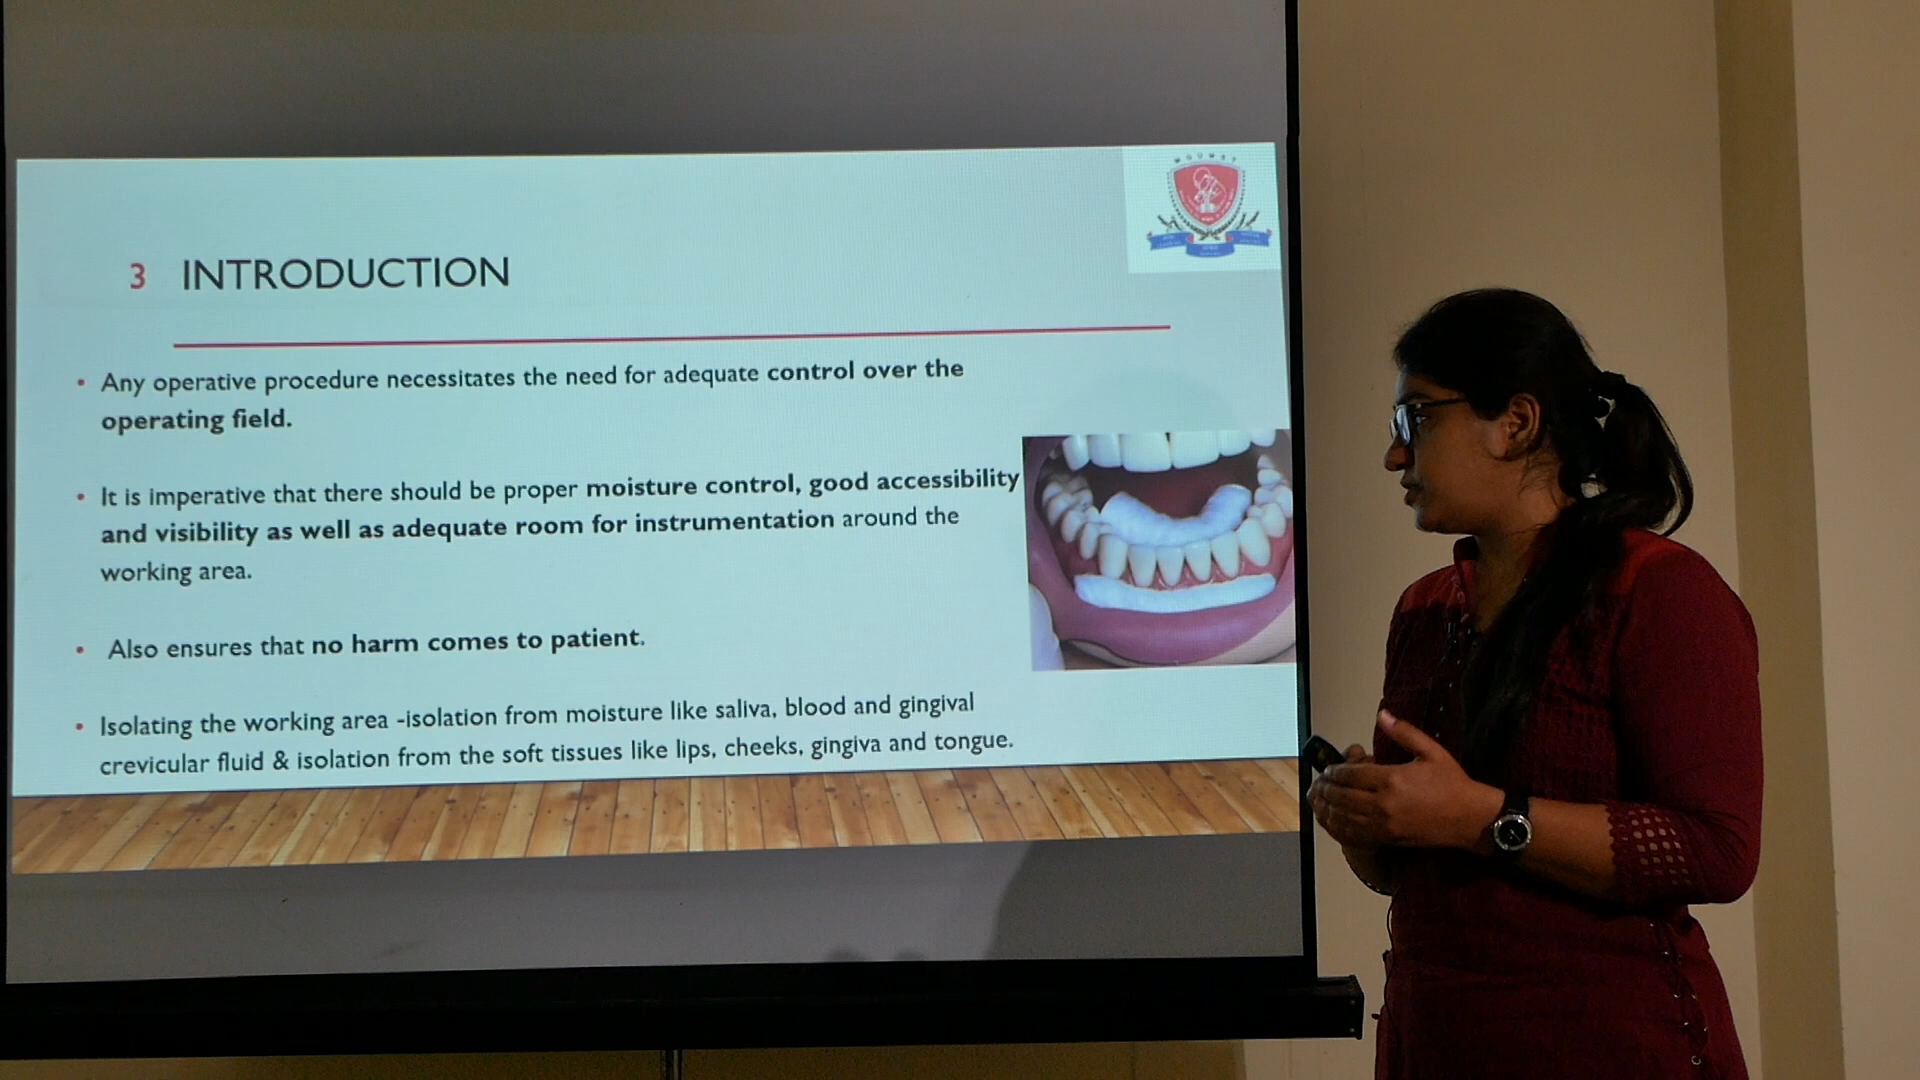 3 INTRODUCTION
• Any operative procedure necessitates the need for adequate control over the
operating field.
• It is imperative that there should be proper moisture control, good accessibility
and visibility as well as adequate room for instrumentation around the
working area.
• Also ensures that no harm comes to patient.
• Isolating the working area -isolation from moisture like saliva, blood and gingival
crevicular fluid & isolation from the soft tissues like lips, cheeks, gingiva and tongue.